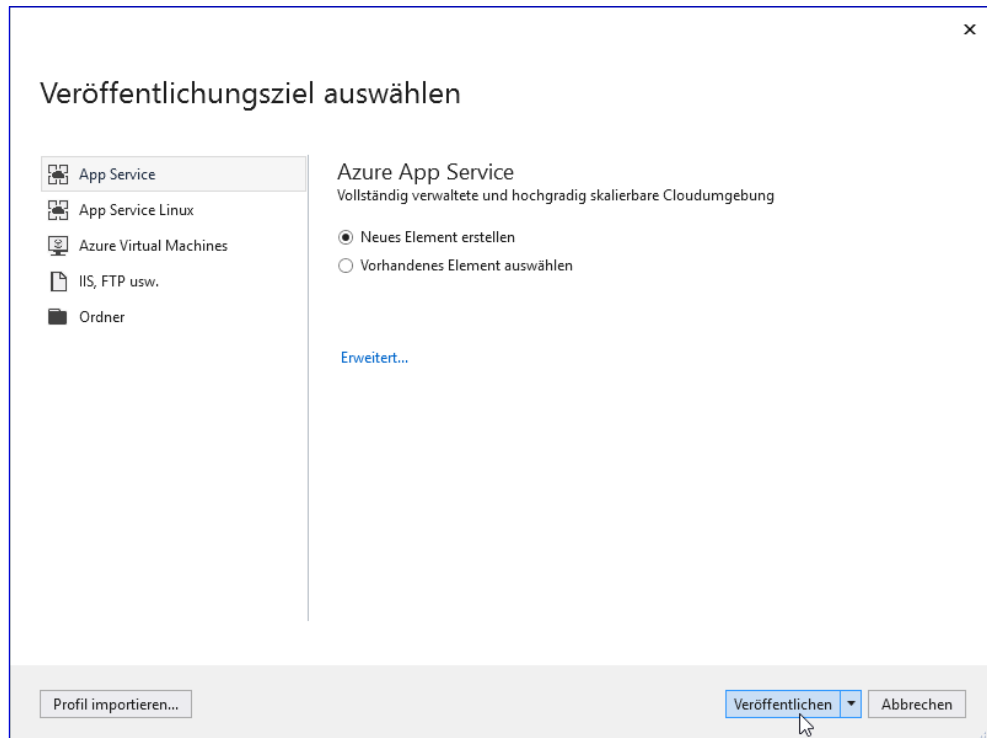 Veröffentlichungsziel auswählen
App Service
App Service Linux
Azure Virtual Machines
IIS, FTP usw.
Ordner
Azure App Service
Vollständig verwaltete und hochgradig skalierbare Cloudumgebung
Neues Element erstellen
Vorhandenes Element auswählen
Erweitert...
Profil importieren...
Veröffentlichen
Abbrechen